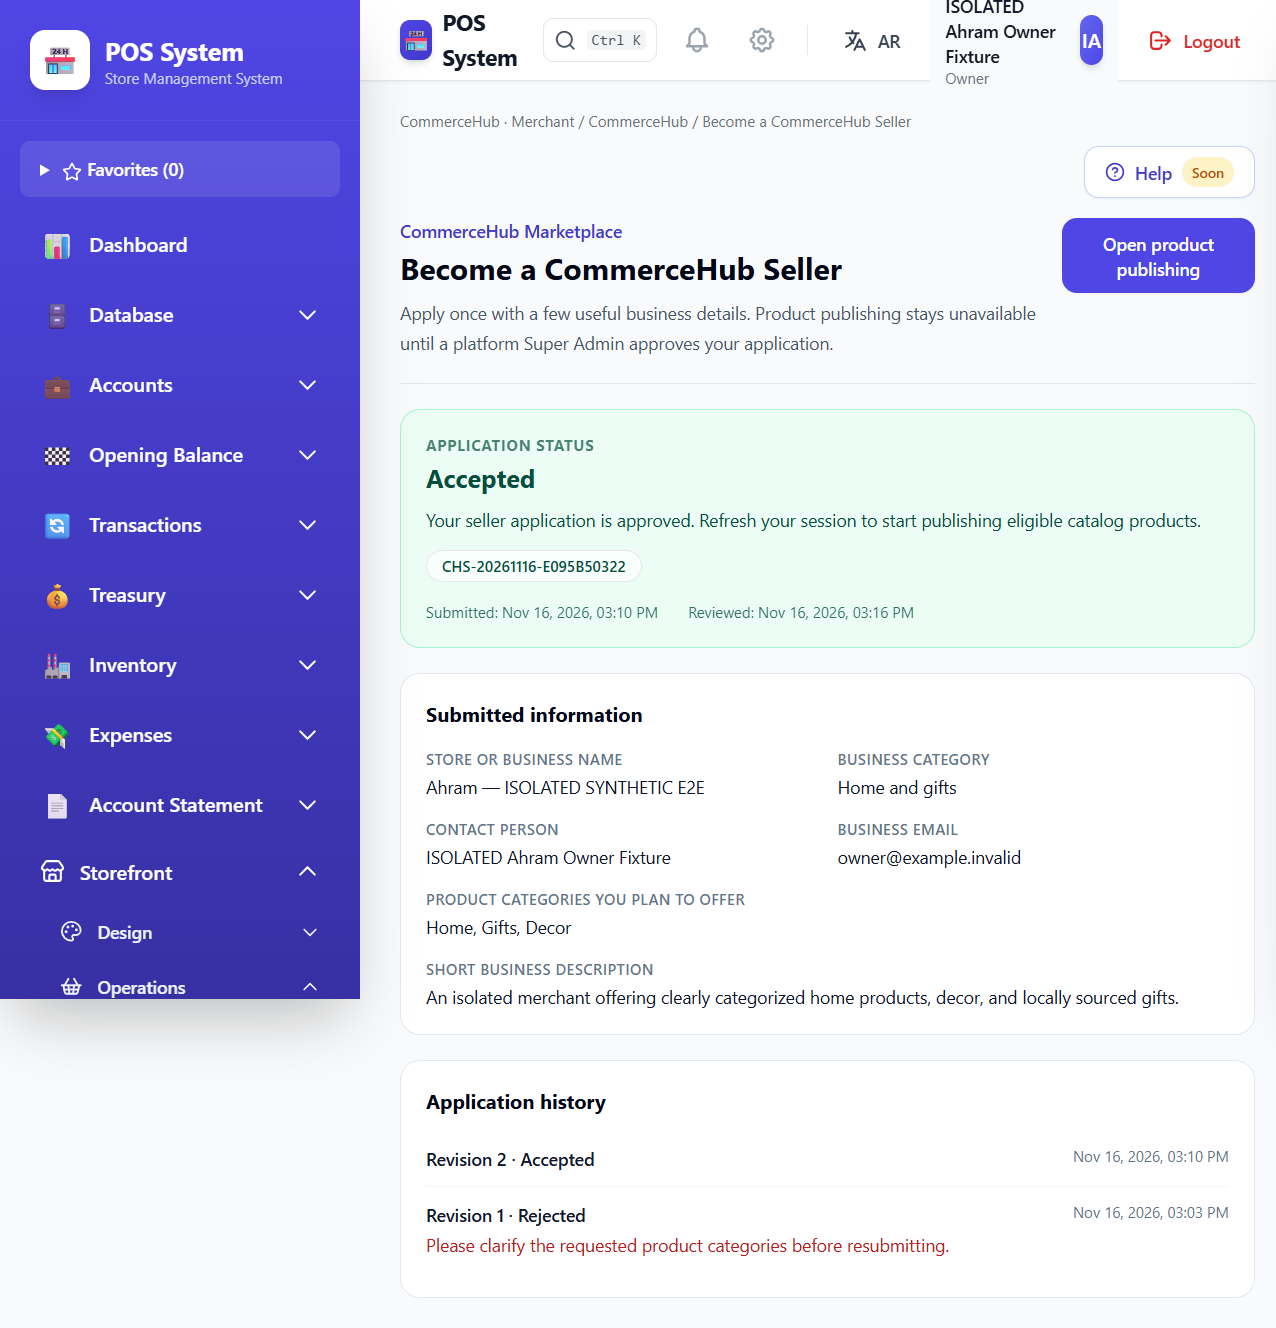 POS System
Store Management System
Favorites (0)
Dashboard
Database
Accounts
Opening Balance
Transactions
Treasury
Inventory
Expenses
Account Statement
Storefront
Design
Operations
POS
System
Ctrl K
AR
ISOLATED
Ahram Owner
Fixture
Owner
IA
Logout
CommerceHub · Merchant / CommerceHub / Become a CommerceHub Seller
Help Soon
CommerceHub Marketplace
Become a CommerceHub Seller
Apply once with a few useful business details. Product publishing stays unavailable
until a platform Super Admin approves your application.
Open product
publishing
APPLICATION STATUS
Accepted
Your seller application is approved. Refresh your session to start publishing eligible catalog products.
CHS-20261116-E095B50322
Submitted: Nov 16, 2026, 03:10 PM Reviewed: Nov 16, 2026, 03:16 PM
Submitted information
STORE OR BUSINESS NAME
Ahram — ISOLATED SYNTHETIC E2E
BUSINESS CATEGORY
Home and gifts
CONTACT PERSON
ISOLATED Ahram Owner Fixture
BUSINESS EMAIL
owner@example.invalid
PRODUCT CATEGORIES YOU PLAN TO OFFER
Home, Gifts, Decor
SHORT BUSINESS DESCRIPTION
An isolated merchant offering clearly categorized home products, decor, and locally sourced gifts.
Application history
Revision 2 · Accepted
Nov 16, 2026, 03:10 PM
Revision 1 · Rejected
Nov 16, 2026, 03:03 PM
Please clarify the requested product categories before resubmitting.